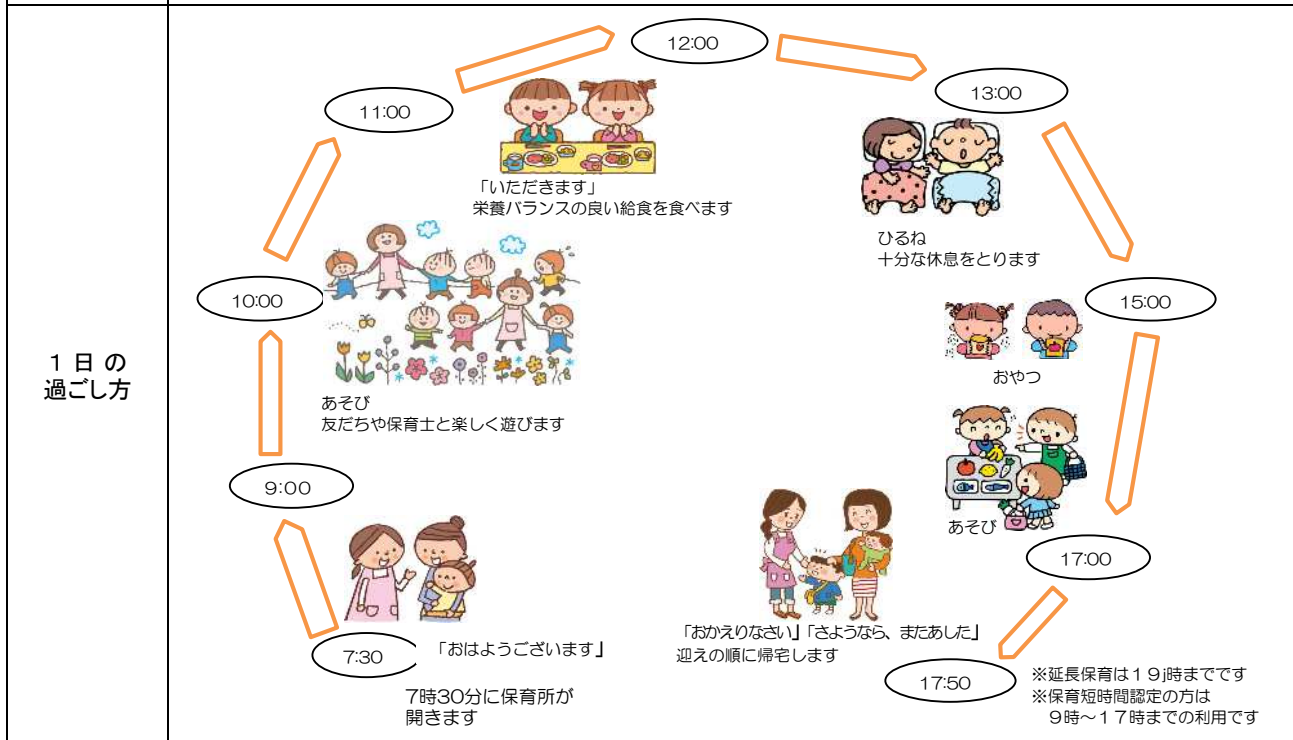 1日の
過ごし方
7:30
「おはようございます」
7時30分に保育所が
開きます
9:00
10:00
あそび
友だちや保育士と楽しく遊びます
11:00
「いただきます」
栄養バランスの良い給食を食べます
12:00
13:00
ひるね
十分な休息をとります
15:00
おやつ
あそび
17:00
「おかえりなさい」「さようなら、またあした」
迎えの順に帰宅します
17:50
※延長保育は19j時までです
※保育短時間認定の方は
9時～17時までの利用です